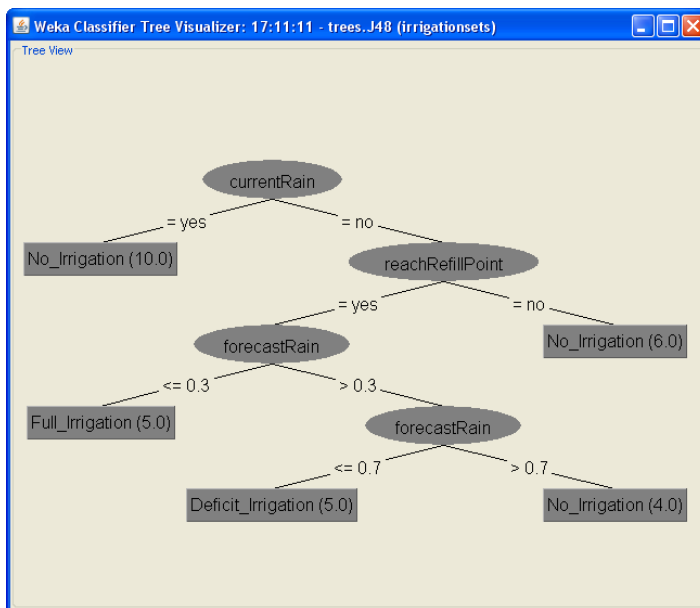 Weka Classifier Tree Visualizer: 17:11:11 - trees.J48 (irrigationsets)
Tree View
currentRain
= yes
= no
No_Irrigation (10.0)
reachRefillPoint
= yes
= no
forecastRain
No_Irrigation (6.0)
<= 0.3
> 0.3
Full_Irrigation (5.0)
forecastRain
<= 0.7
> 0.7
Deficit_Irrigation (5.0)
No_Irrigation (4.0)